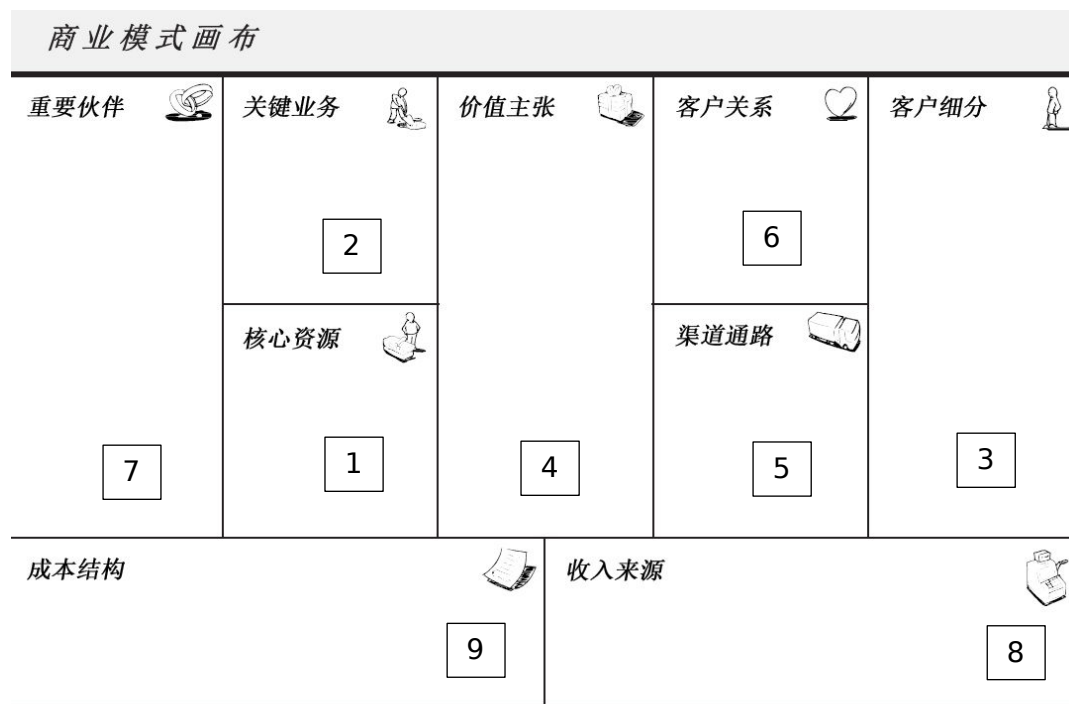 商业模式画布
重要伙伴
关键业务
价值主张
客户关系
客户细分
2
6
核心资源
渠道通路
7
1
4
5
3
成本结构
收入来源
9
8